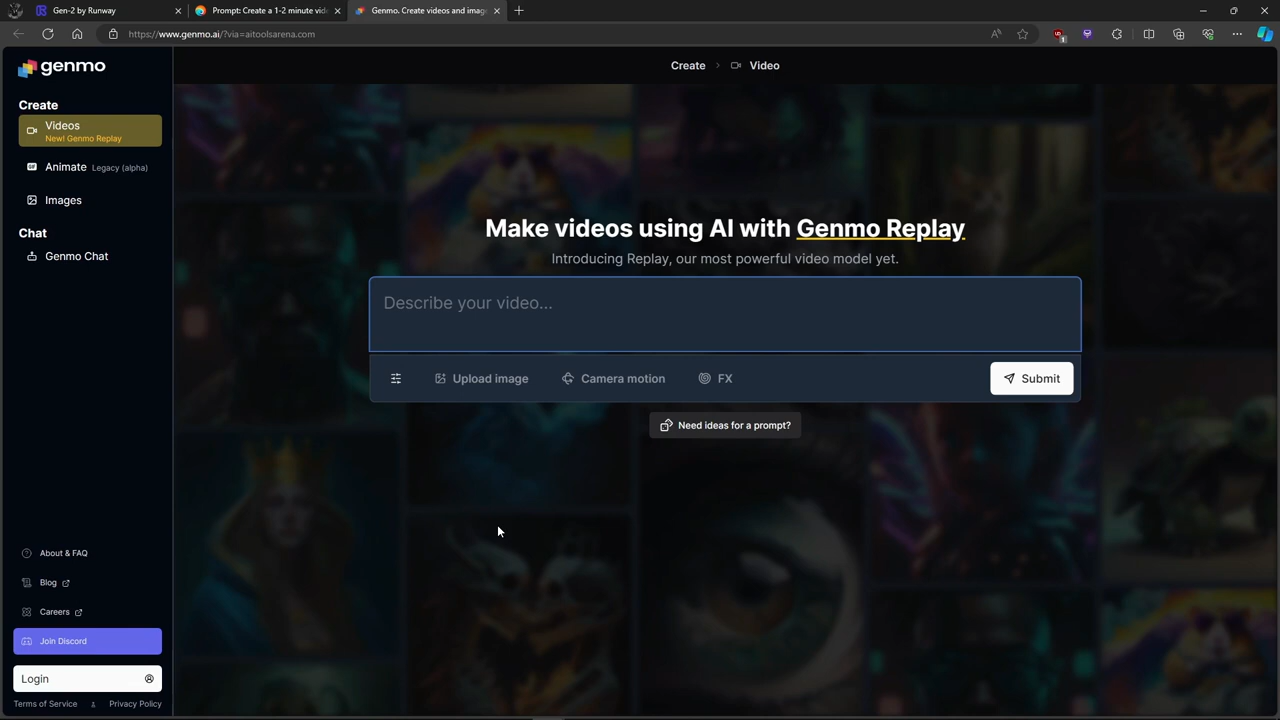 Gen-2 by Runway
Prompt: Create a 1-2 minute vid
Genmo. Create videos and image
https://www.genmo.ai/?via=aitoolsarena.com
1
genmo
Create
Video
Create
Videos
New! Genmo Replay
Animate Legacy (alpha)
Images
Chat
Genmo Chat
Make videos using AI with Genmo Replay
Introducing Replay, our most powerful video model yet.
Describe your video...
Upload image
Camera motion
FX
Submit
Need ideas for a prompt?
About & FAQ
Blog
Careers
Join Discord
Login
Terms of Service
Privacy Policy